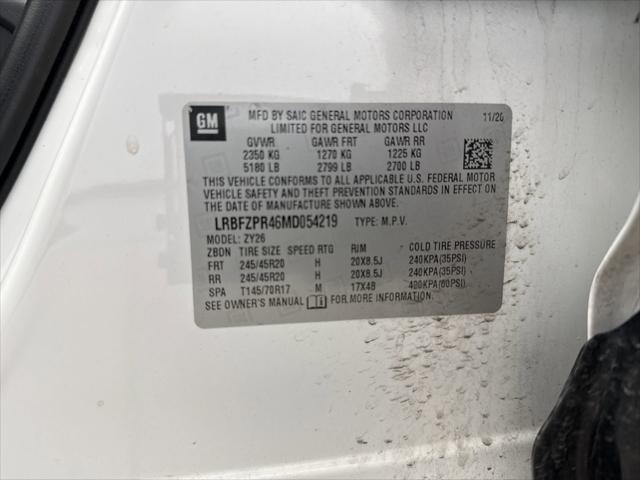 GM
MFD BY SAIC GENERAL MOTORS CORPORATION 11/20
LIMITED FOR GENERAL MOTORS LLC
GVWR GAWR FRT GAWR RR
2350 KG 1270 KG 1225 KG
5180 LB 2799 LB 2700 LB
THIS VEHICLE CONFORMS TO ALL APPLICABLE U.S. FEDERAL MOTOR
VEHICLE SAFETY AND THEFT PREVENTION STANDARDS IN EFFECT ON THE
DATE OF MANUFACTURE SHOWN ABOVE.
LRBFZPR46MD054219 TYPE: M.P.V.
MODEL: ZY26
ZBDN TIRE SIZE SPEED RTG RIM COLD TIRE PRESSURE
FRT 245/45R20 H 20X8.5J 240KPA(35PSI)
RR 245/45R20 H 20X8.5J 240KPA(35PSI)
SPA T145/70R17 M 17X4B 420KPA(60PSI)
SEE OWNER'S MANUAL FOR MORE INFORMATION.